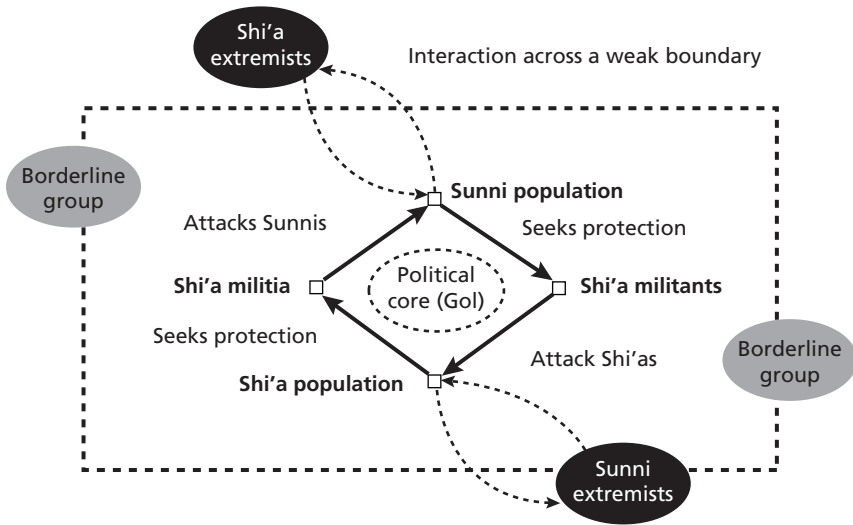 Shi'a
extremists
Interaction across a weak boundary
Borderline
group
Sunni population
Attacks Sunnis
Seeks protection
Shi'a militia
Political
core (GoI)
Shi'a militants
Seeks protection
Attack Shi'as
Borderline
group
Shi'a population
Sunni
extremists